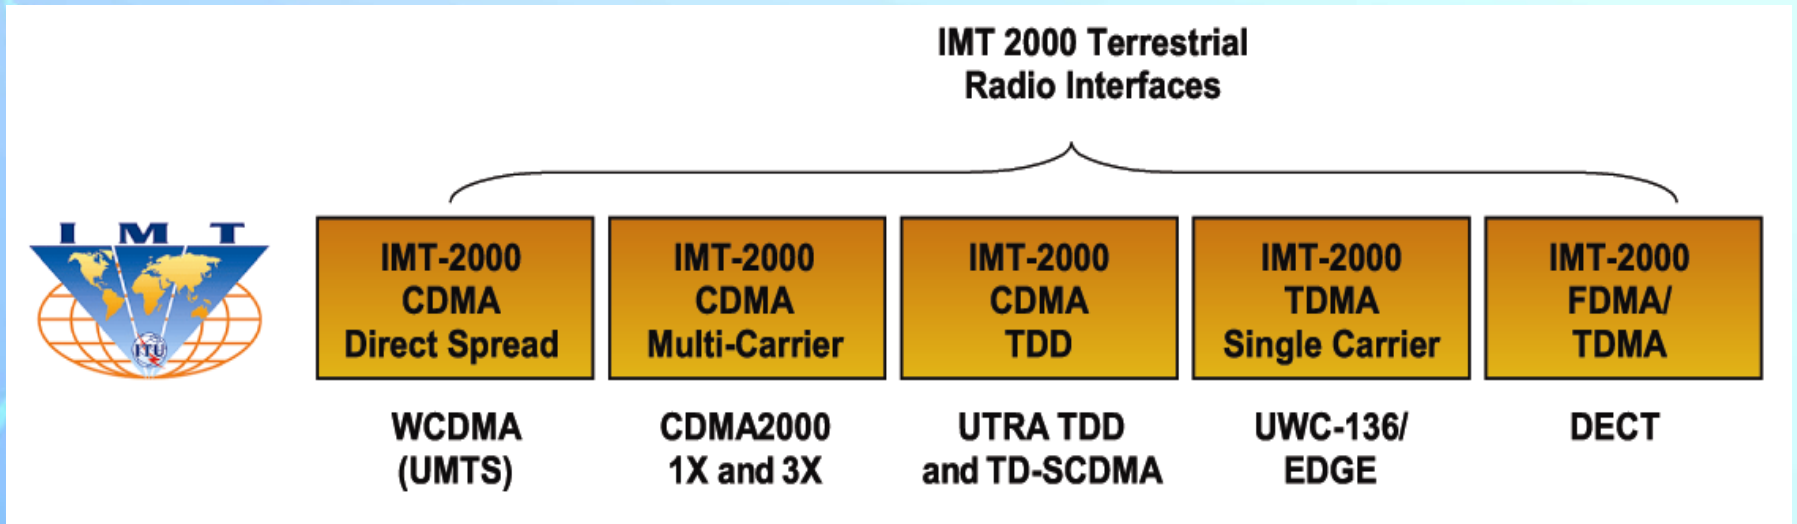 IMT 2000 Terrestrial
Radio Interfaces
I M T
ITU
IMT-2000
CDMA
Direct Spread
IMT-2000
CDMA
Multi-Carrier
IMT-2000
CDMA
TDD
IMT-2000
TDMA
Single Carrier
IMT-2000
FDMA/
TDMA
WCDMA
(UMTS)
CDMA2000
1X and 3X
UTRA TDD
and TD-SCDMA
UWC-136/
EDGE
DECT